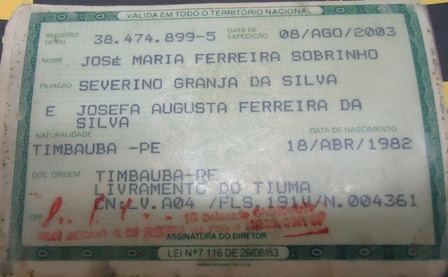 VÁLIDA EM TODO O TERRITÓRIO NACIONAL
REGISTRO GERAL 38.474.899-5 DATA DE EXPEDIÇÃO 08/AGO/2003
NOME JOSÉ MARIA FERREIRA SOBRINHO
FILIAÇÃO SEVERINO GRANJA DA SILVA
E JOSEFA AUGUSTA FERREIRA DA
SILVA
NATURALIDADE DATA DE NASCIMENTO
TIMBAUBA -PE 18/ABR/1982
DOC. ORIGEM TIMBAUBA-PE
LIVRAMENTO DO TIUMA
CN:LV.A04 /FLS.191V/N.004361
CPF
ASSINATURA DO DIRETOR
LEI Nº 7.116 DE 29/08/83